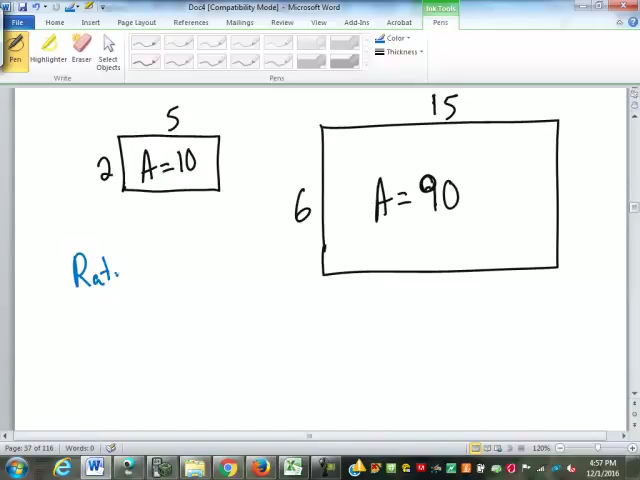 Doc4 [Compatibility Mode] - Microsoft Word
Ink Tools
File Home Insert Page Layout References Mailings Review View Add-Ins Acrobat Pens
Pen Highlighter Eraser Select Objects
Color
Thickness
Write Pens
5 15
2 A=10
6 A=90
Rat.
Page: 37 of 116 Words: 0 120%
4:57 PM
12/1/2016